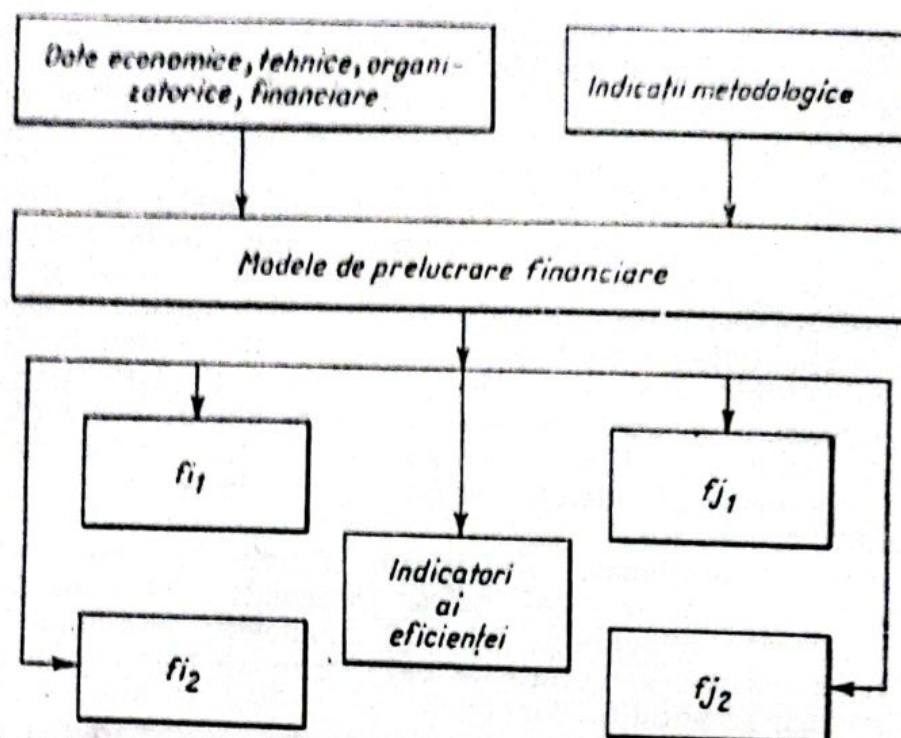 Date economice, tehnice, organi-
zatorice, financiare
Indicații metodologice
Modele de prelucrare financiare
fi₁
fj₁
Indicatori
ai
eficienței
fi₂
fj₂